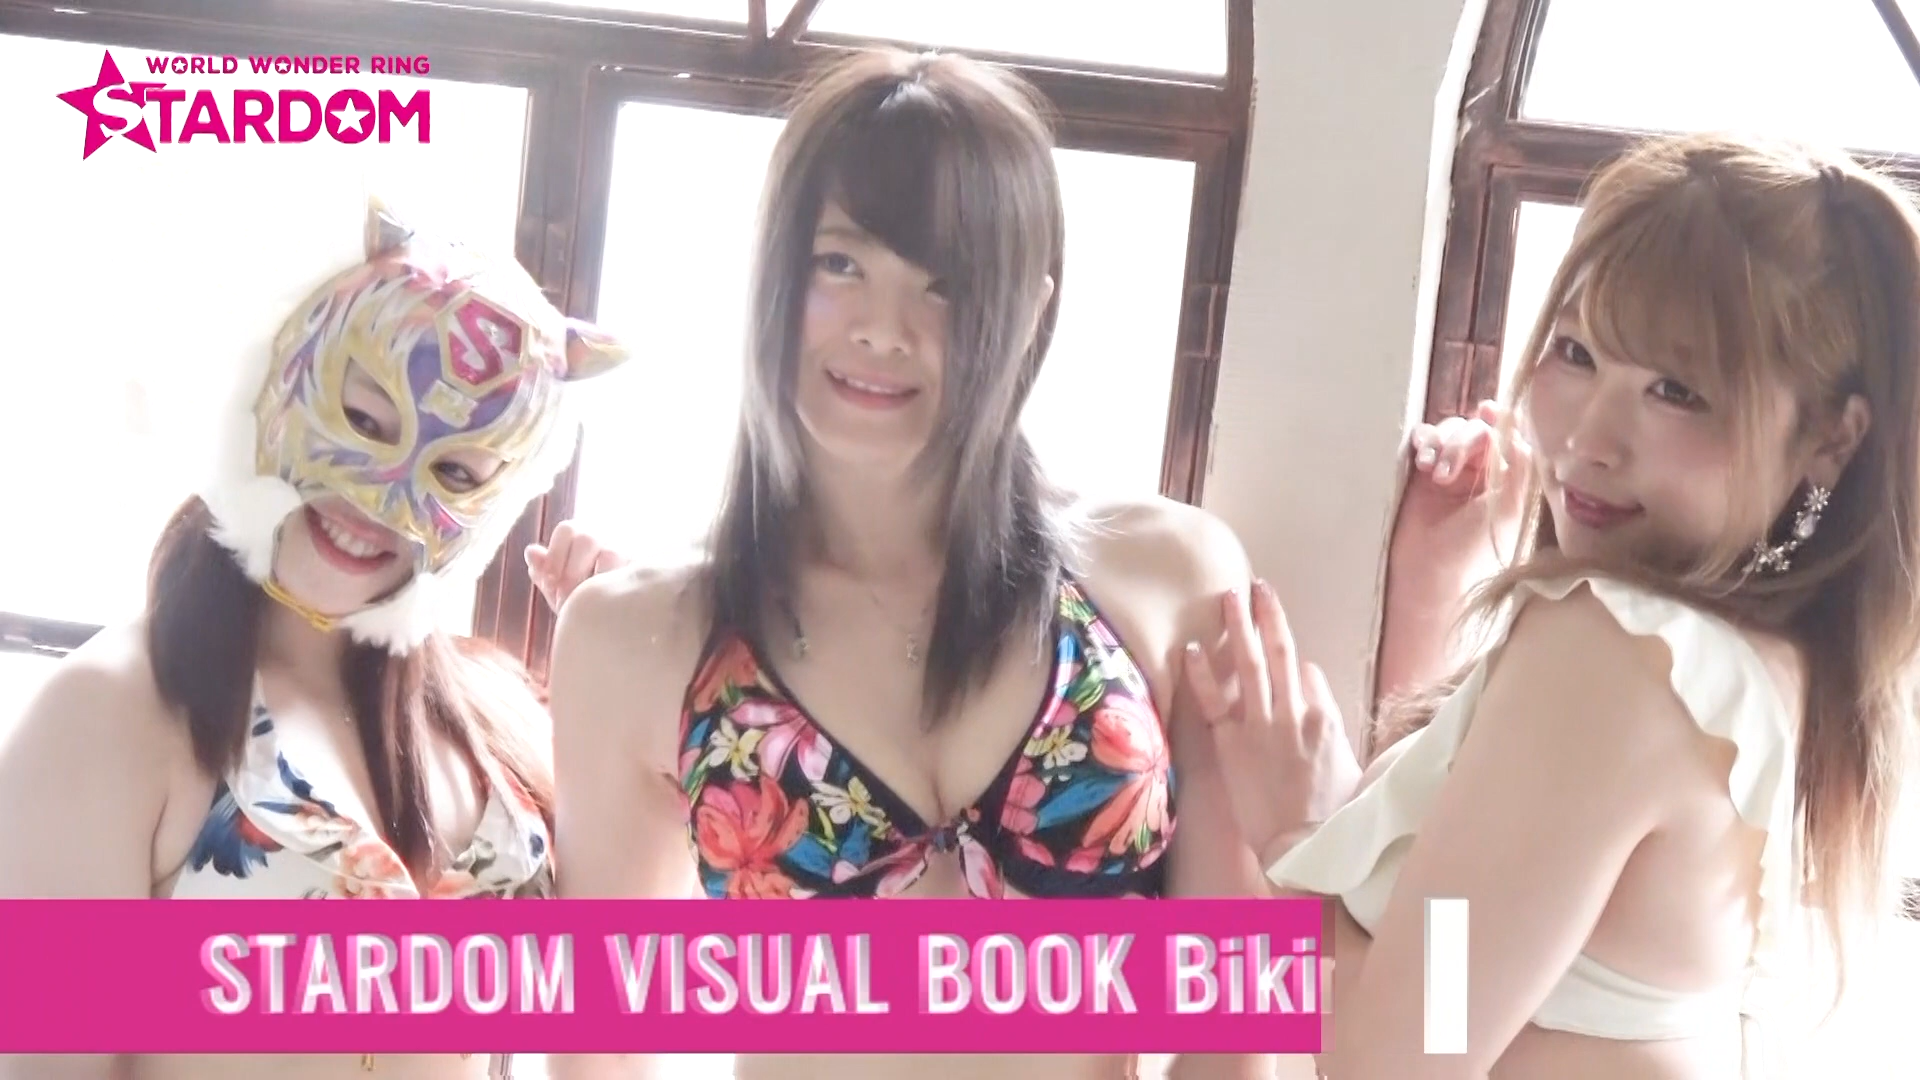 WORLD WONDER RING
STARDOM
S
STARDOM VISUAL BOOK Biki